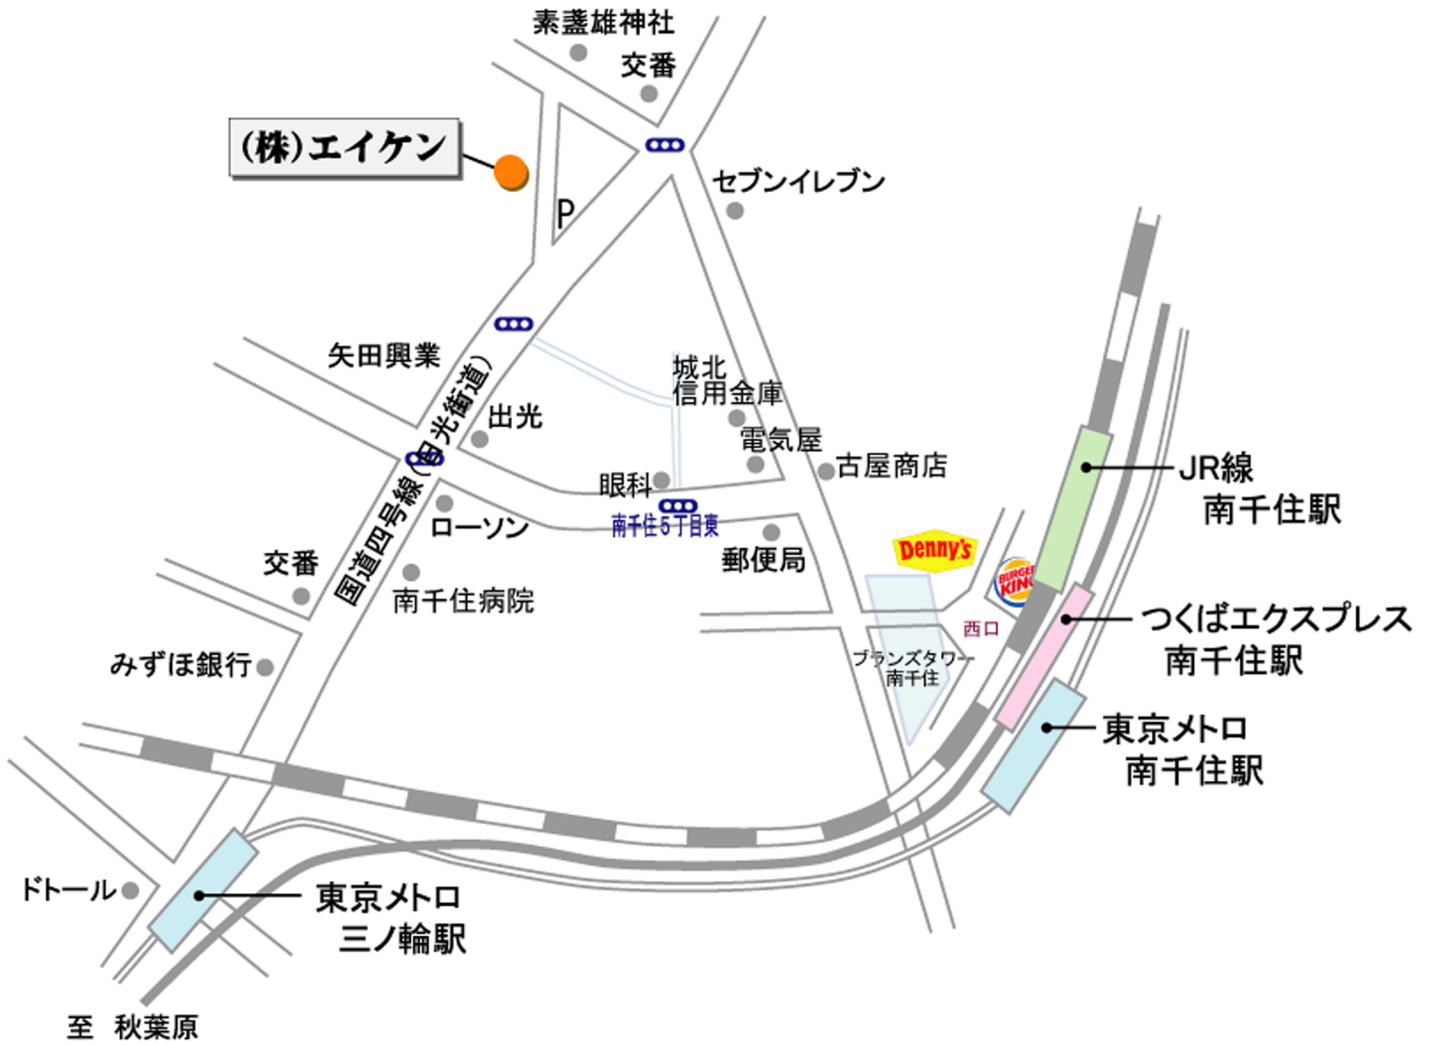 素盞雄神社
交番
(株)エイケン
セブンイレブン
P
矢田興業
国道四号線(日光街道)
城北
信用金庫
出光
電気屋
古屋商店
眼科
JR線
南千住駅
ローソン
南千住5丁目東
郵便局
Denny's
BURGER
KING
交番
南千住病院
西口
つくばエクスプレス
南千住駅
みずほ銀行
ブランズタワー
南千住
東京メトロ
南千住駅
ドトール
東京メトロ
三ノ輪駅
至 秋葉原